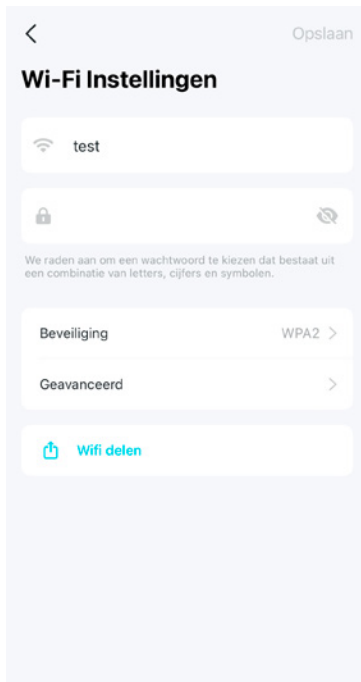 Opslaan
Wi-Fi Instellingen
test
We raden aan om een wachtwoord te kiezen dat bestaat uit
een combinatie van letters, cijfers en symbolen.
Beveiliging WPA2
Geavanceerd
Wifi delen